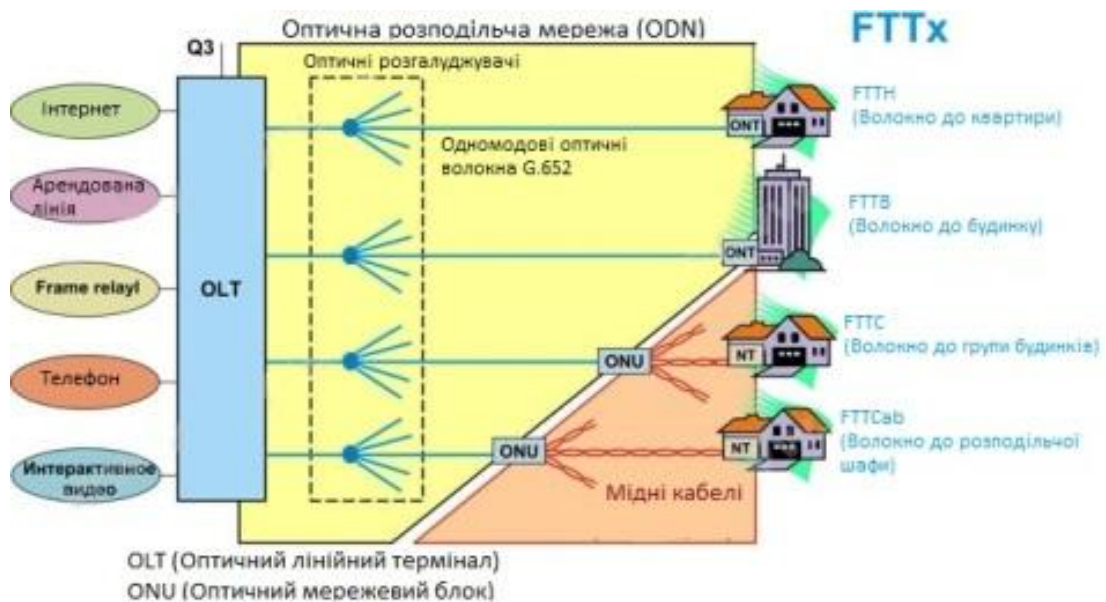 Оптична розподільча мережа (ODN)
FTTx
Q3
Оптичні розгалуджувачі
Інтернет
Арендована
лінія
Frame relayl
Телефон
Интерактивное
видео
OLT
Одномодові оптичні
волокна G.652
ONT
FTTH
(Волокно до квартири)
ONT
FTTB
(Волокно до будинку)
ONU
NT
FTTC
(Волокно до групи будинків)
ONU
NT
FTTCab
(Волокно до розподільчої
шафи)
Мідні кабелі
OLT (Оптичний лінійний термінал)
ONU (Оптичний мережевий блок)